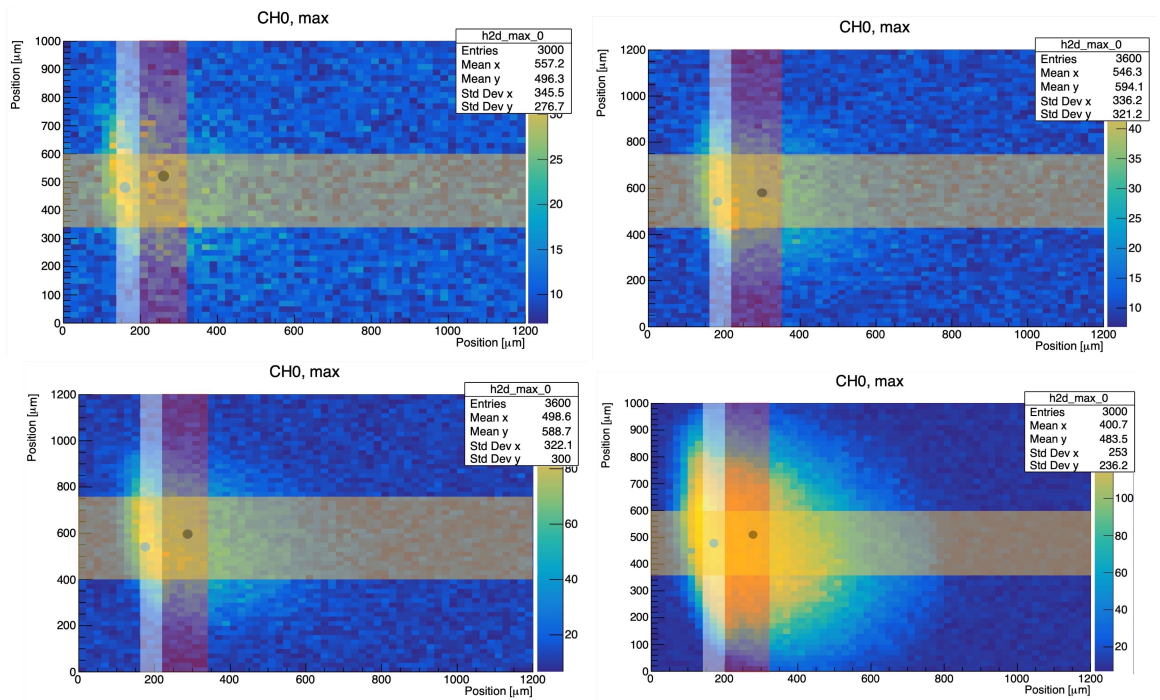 CH0, max
h2d_max_0
Entries 3000
Mean x 557.2
Mean y 496.3
Std Dev x 345.5
Std Dev y 276.7
Position [μm]
1000
900
800
700
600
500
400
300
200
100
0
0 200 400 600 800 1000 1200
Position [μm]
30
25
20
15
10
CH0, max
h2d_max_0
Entries 3600
Mean x 546.3
Mean y 594.1
Std Dev x 336.2
Std Dev y 321.2
Position [μm]
1200
1000
800
600
400
200
0
0 200 400 600 800 1000 1200
Position [μm]
40
35
30
25
20
15
10
CH0, max
h2d_max_0
Entries 3600
Mean x 498.6
Mean y 588.7
Std Dev x 322.1
Std Dev y 300
Position [μm]
1200
1000
800
600
400
200
0
0 200 400 600 800 1000 1200
Position [μm]
80
60
40
20
CH0, max
h2d_max_0
Entries 3000
Mean x 400.7
Mean y 483.5
Std Dev x 253
Std Dev y 236.2
Position [μm]
1000
900
800
700
600
500
400
300
200
100
0
0 200 400 600 800 1000 1200
Position [μm]
100
80
60
40
20